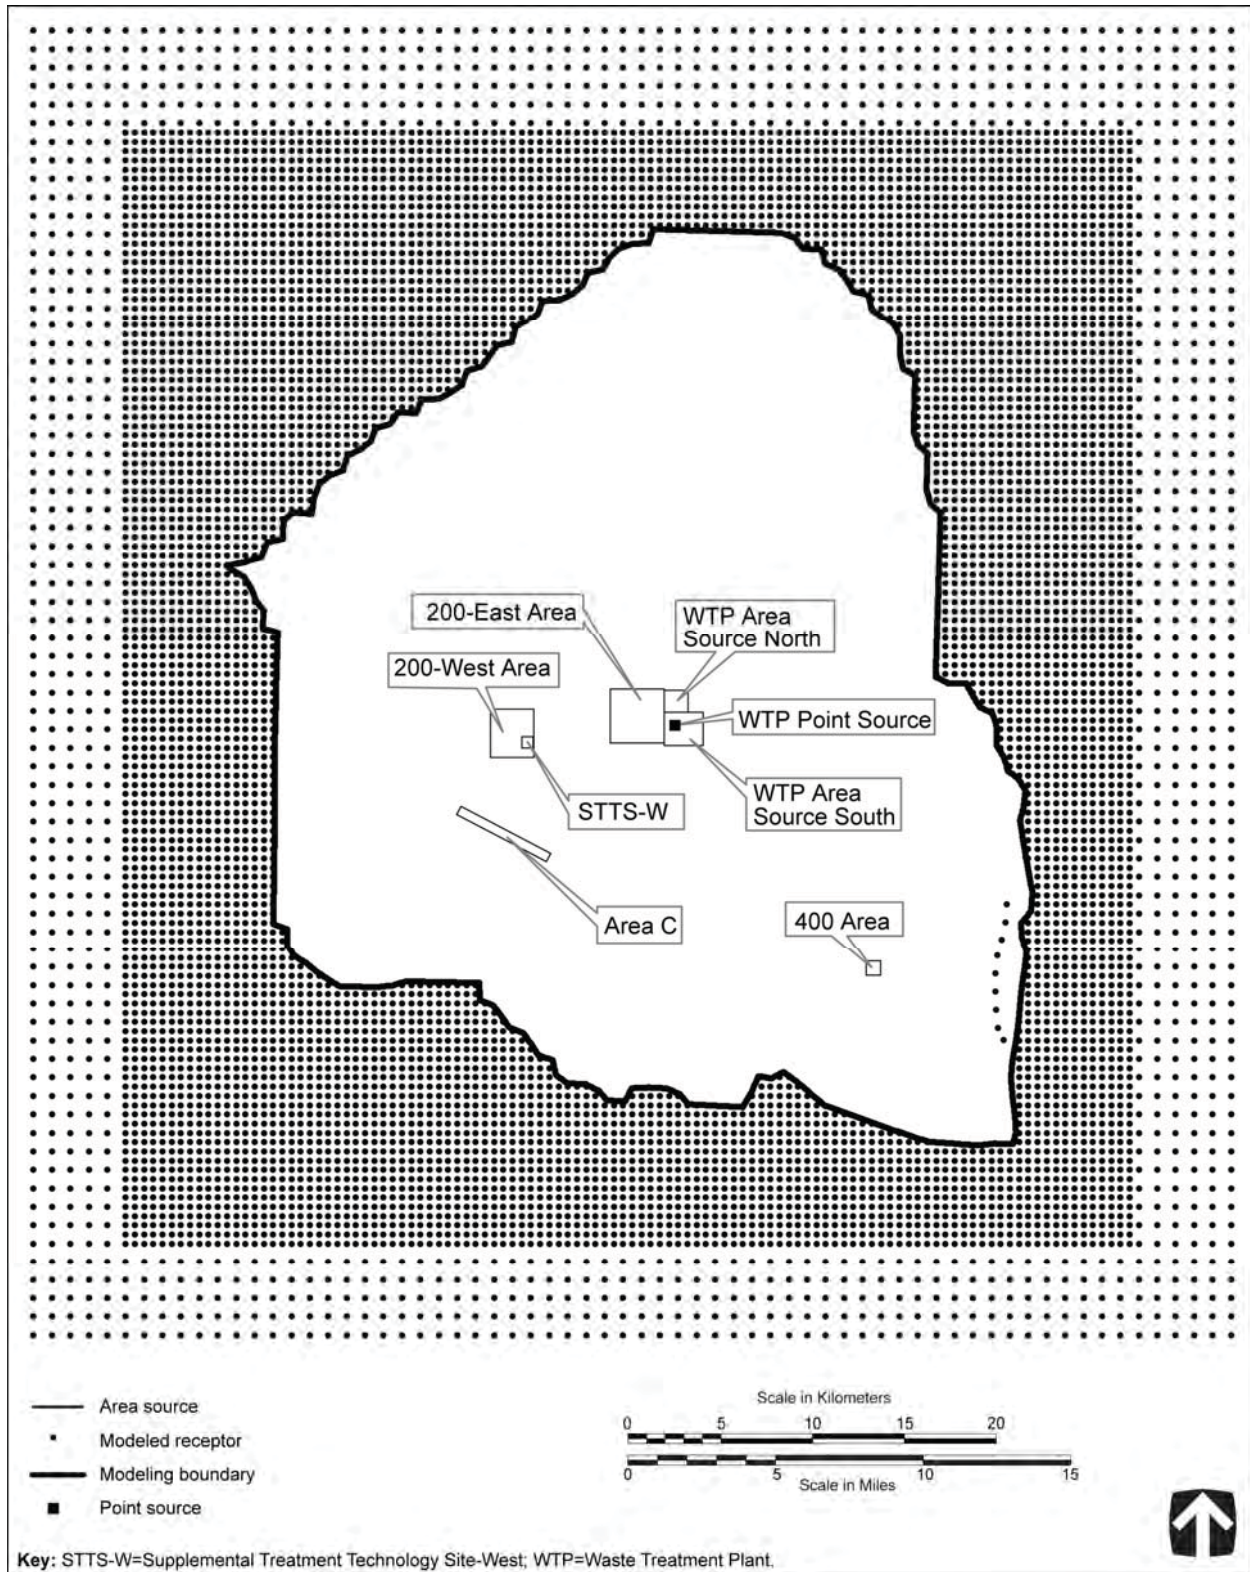 200-East Area
WTP Area
Source North
200-West Area
WTP Point Source
STTS-W
WTP Area
Source South
Area C
400 Area
Area source
Modeled receptor
Modeling boundary
Point source
Scale in Kilometers
0 5 10 15 20
0 5 10 15
Scale in Miles
Key: STTS-W=Supplemental Treatment Technology Site-West; WTP=Waste Treatment Plant.